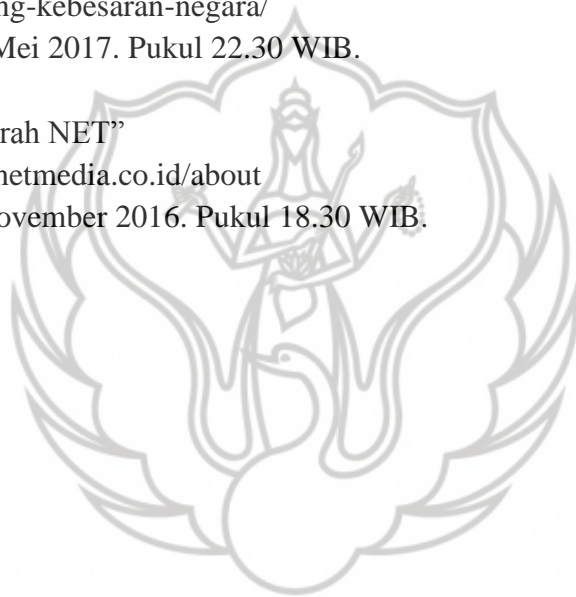 ng-kebesaran-negara/
Mei 2017. Pukul 22.30 WIB.
rah NET”
netmedia.co.id/about
ovember 2016. Pukul 18.30 WIB.